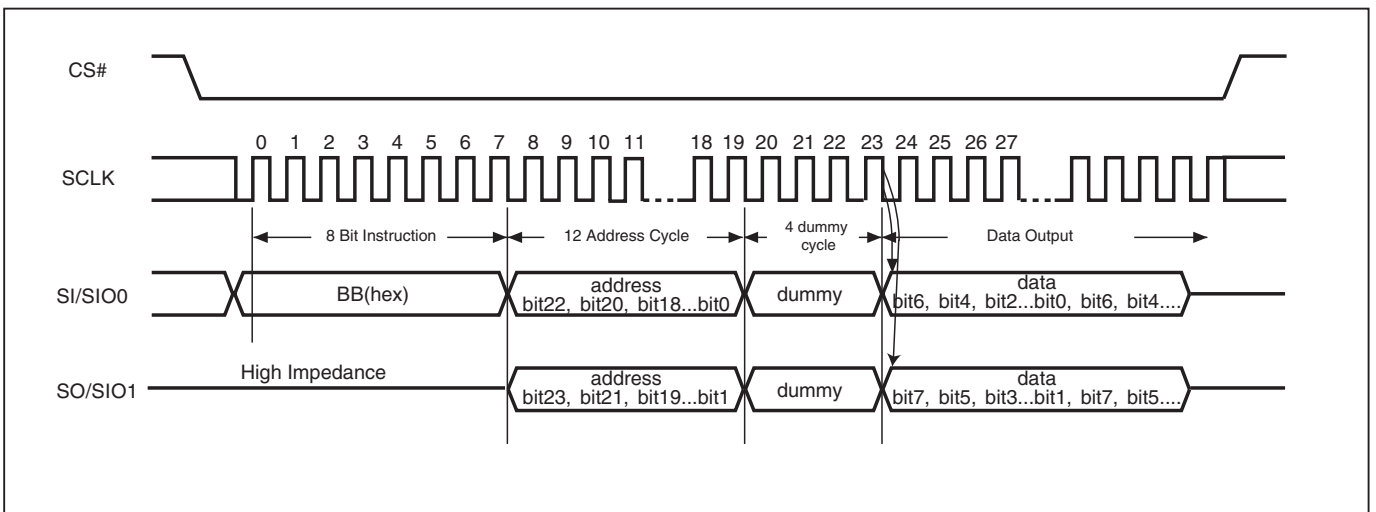 CS#
0 1 2 3 4 5 6 7 8 9 10 11 18 19 20 21 22 23 24 25 26 27
SCLK
8 Bit Instruction
12 Address Cycle
4 dummy
cycle
Data Output
SI/SIO0
BB(hex)
address
bit22, bit20, bit18...bit0
dummy
data
bit6, bit4, bit2...bit0, bit6, bit4....
High Impedance
SO/SIO1
address
bit23, bit21, bit19...bit1
dummy
data
bit7, bit5, bit3...bit1, bit7, bit5....